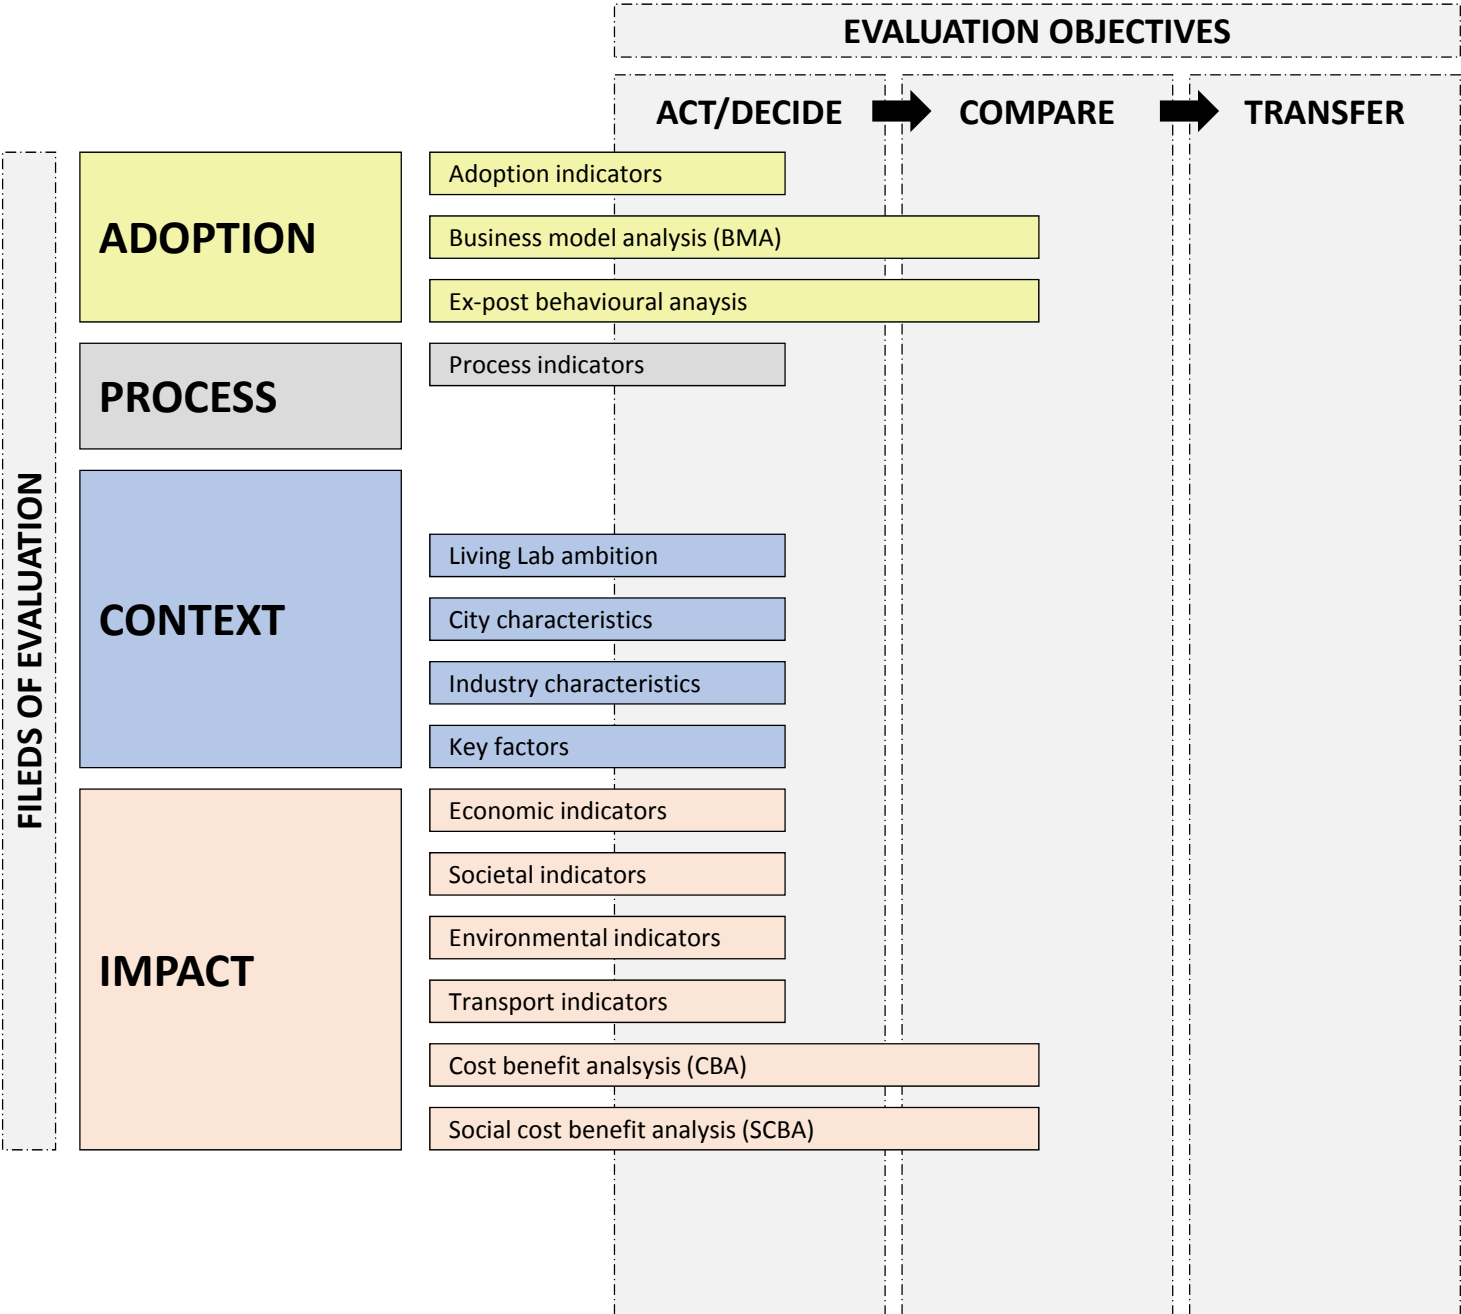 EVALUATION OBJECTIVES
ACT/DECIDE
COMPARE
TRANSFER
FILEDS OF EVALUATION
ADOPTION
Adoption indicators
Business model analysis (BMA)
Ex-post behavioural anaysis
PROCESS
Process indicators
CONTEXT
Living Lab ambition
City characteristics
Industry characteristics
Key factors
IMPACT
Economic indicators
Societal indicators
Environmental indicators
Transport indicators
Cost benefit analsysis (CBA)
Social cost benefit analysis (SCBA)